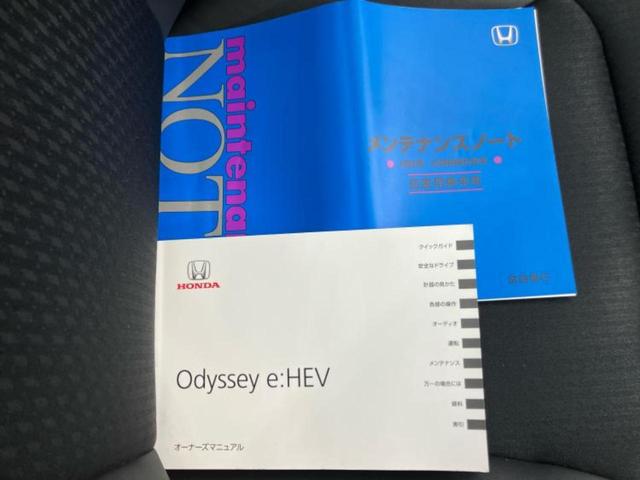 maintena
NOT
メンテナンスノート
HONDA
Odyssey e:HEV
オーナーズマニュアル
クイックガイド
安全なドライブ
計器の見かた
各部の操作
オーディオ
運転
メンテナンス
万一の場合には
資料
索引